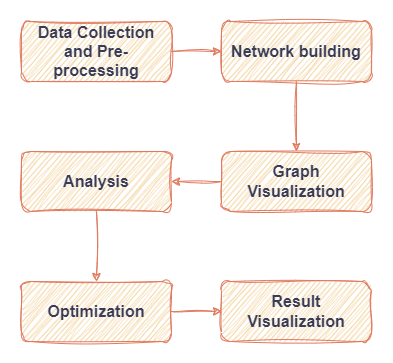 Data Collection
and Pre-
processing
Network building
Graph
Visualization
Analysis
Optimization
Result
Visualization